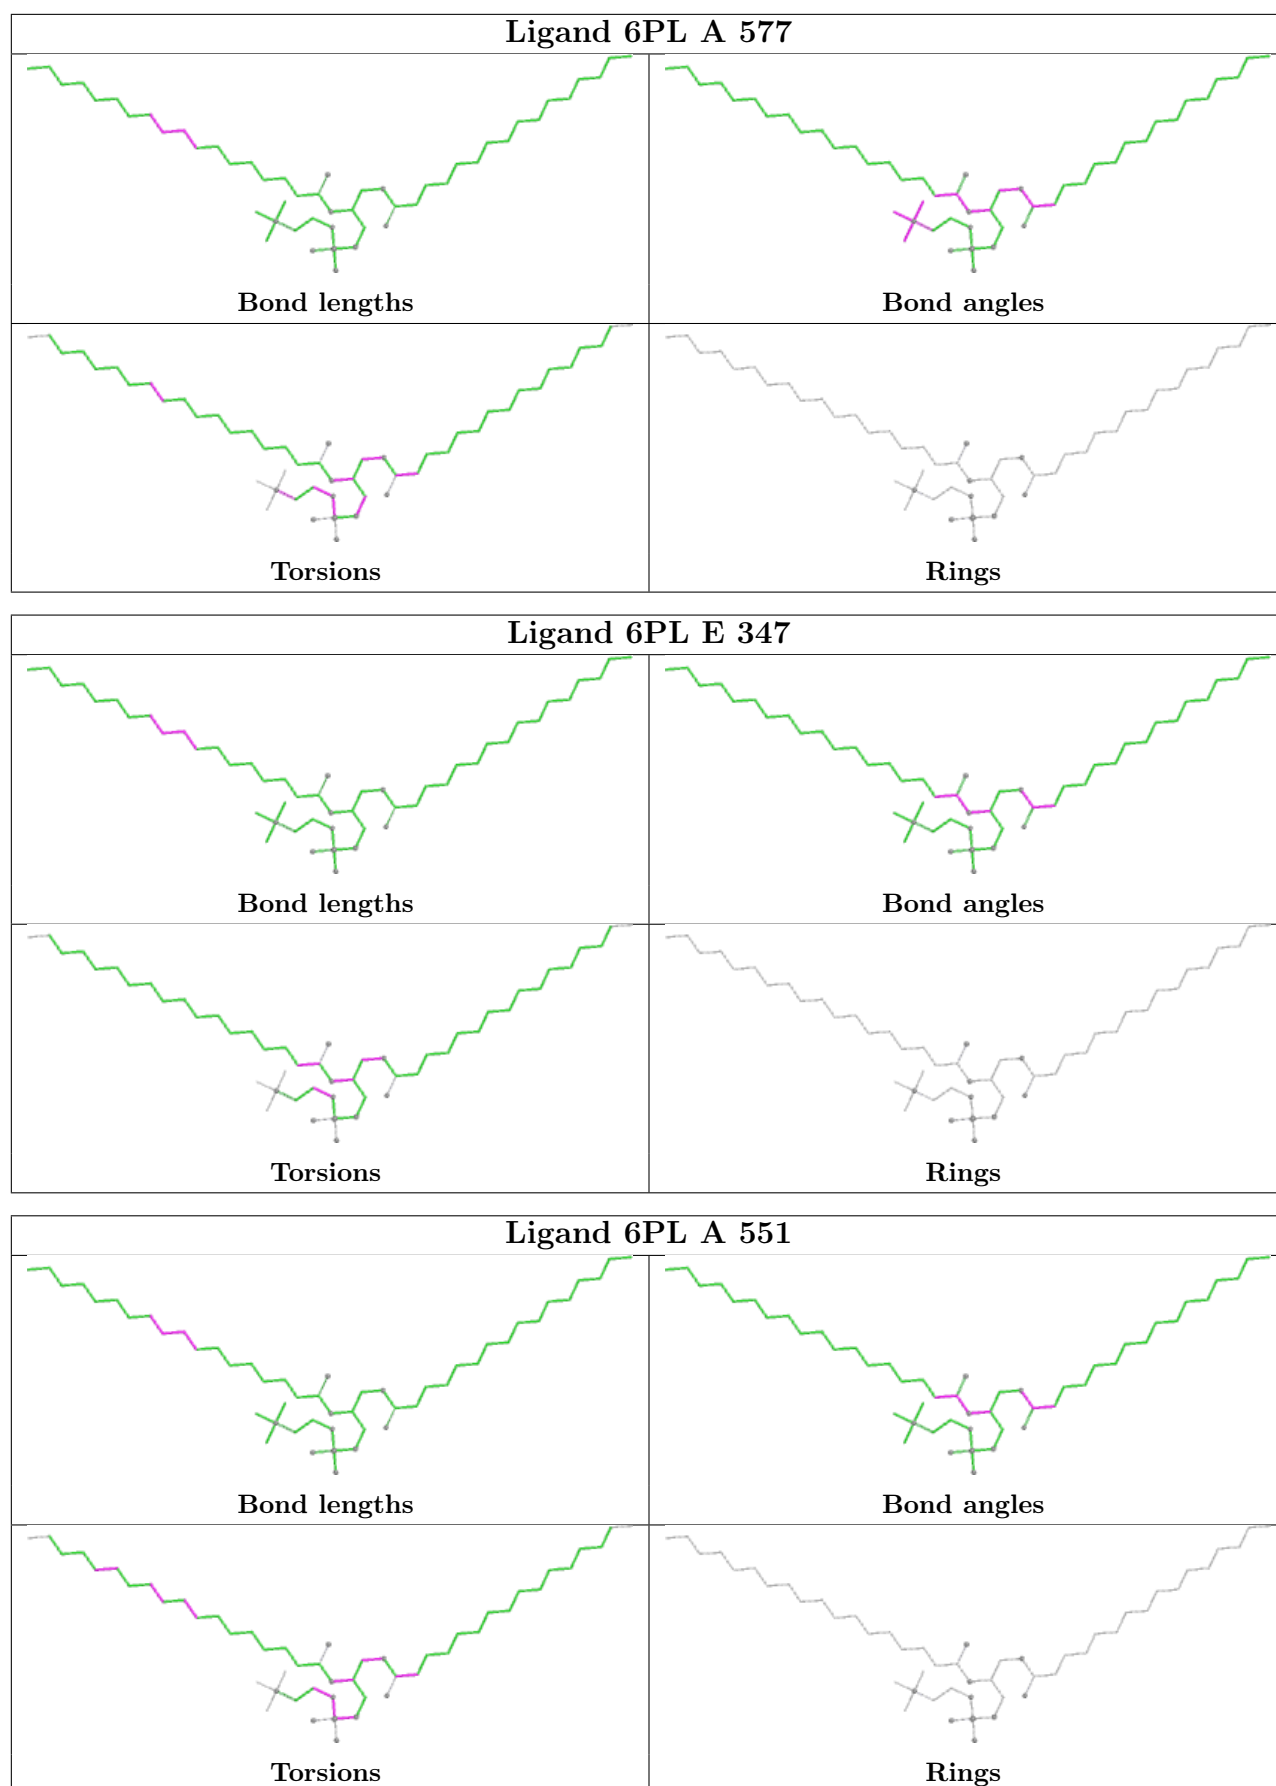 Ligand 6PL A 577
Bond lengths
Bond angles
Torsions
Rings
Ligand 6PL E 347
Bond lengths
Bond angles
Torsions
Rings
Ligand 6PL A 551
Bond lengths
Bond angles
Torsions
Rings